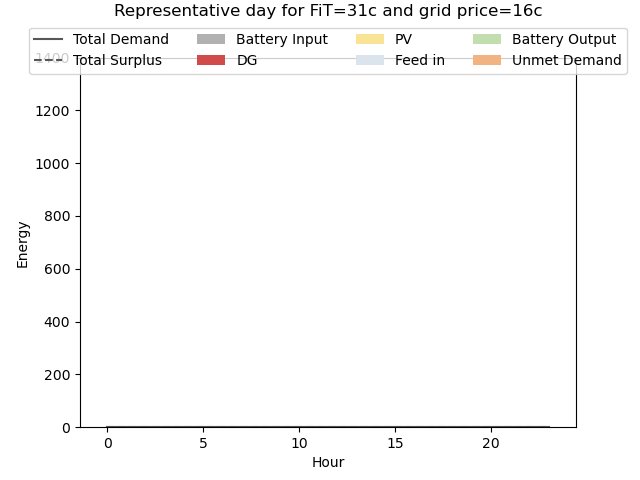 Representative day for FiT=31c and grid price=16c
Total Demand
Total Surplus
Battery Input
DG
PV
Feed in
Battery Output
Unmet Demand
1400
1200
1000
800
600
400
200
0
Energy
0 5 10 15 20
Hour